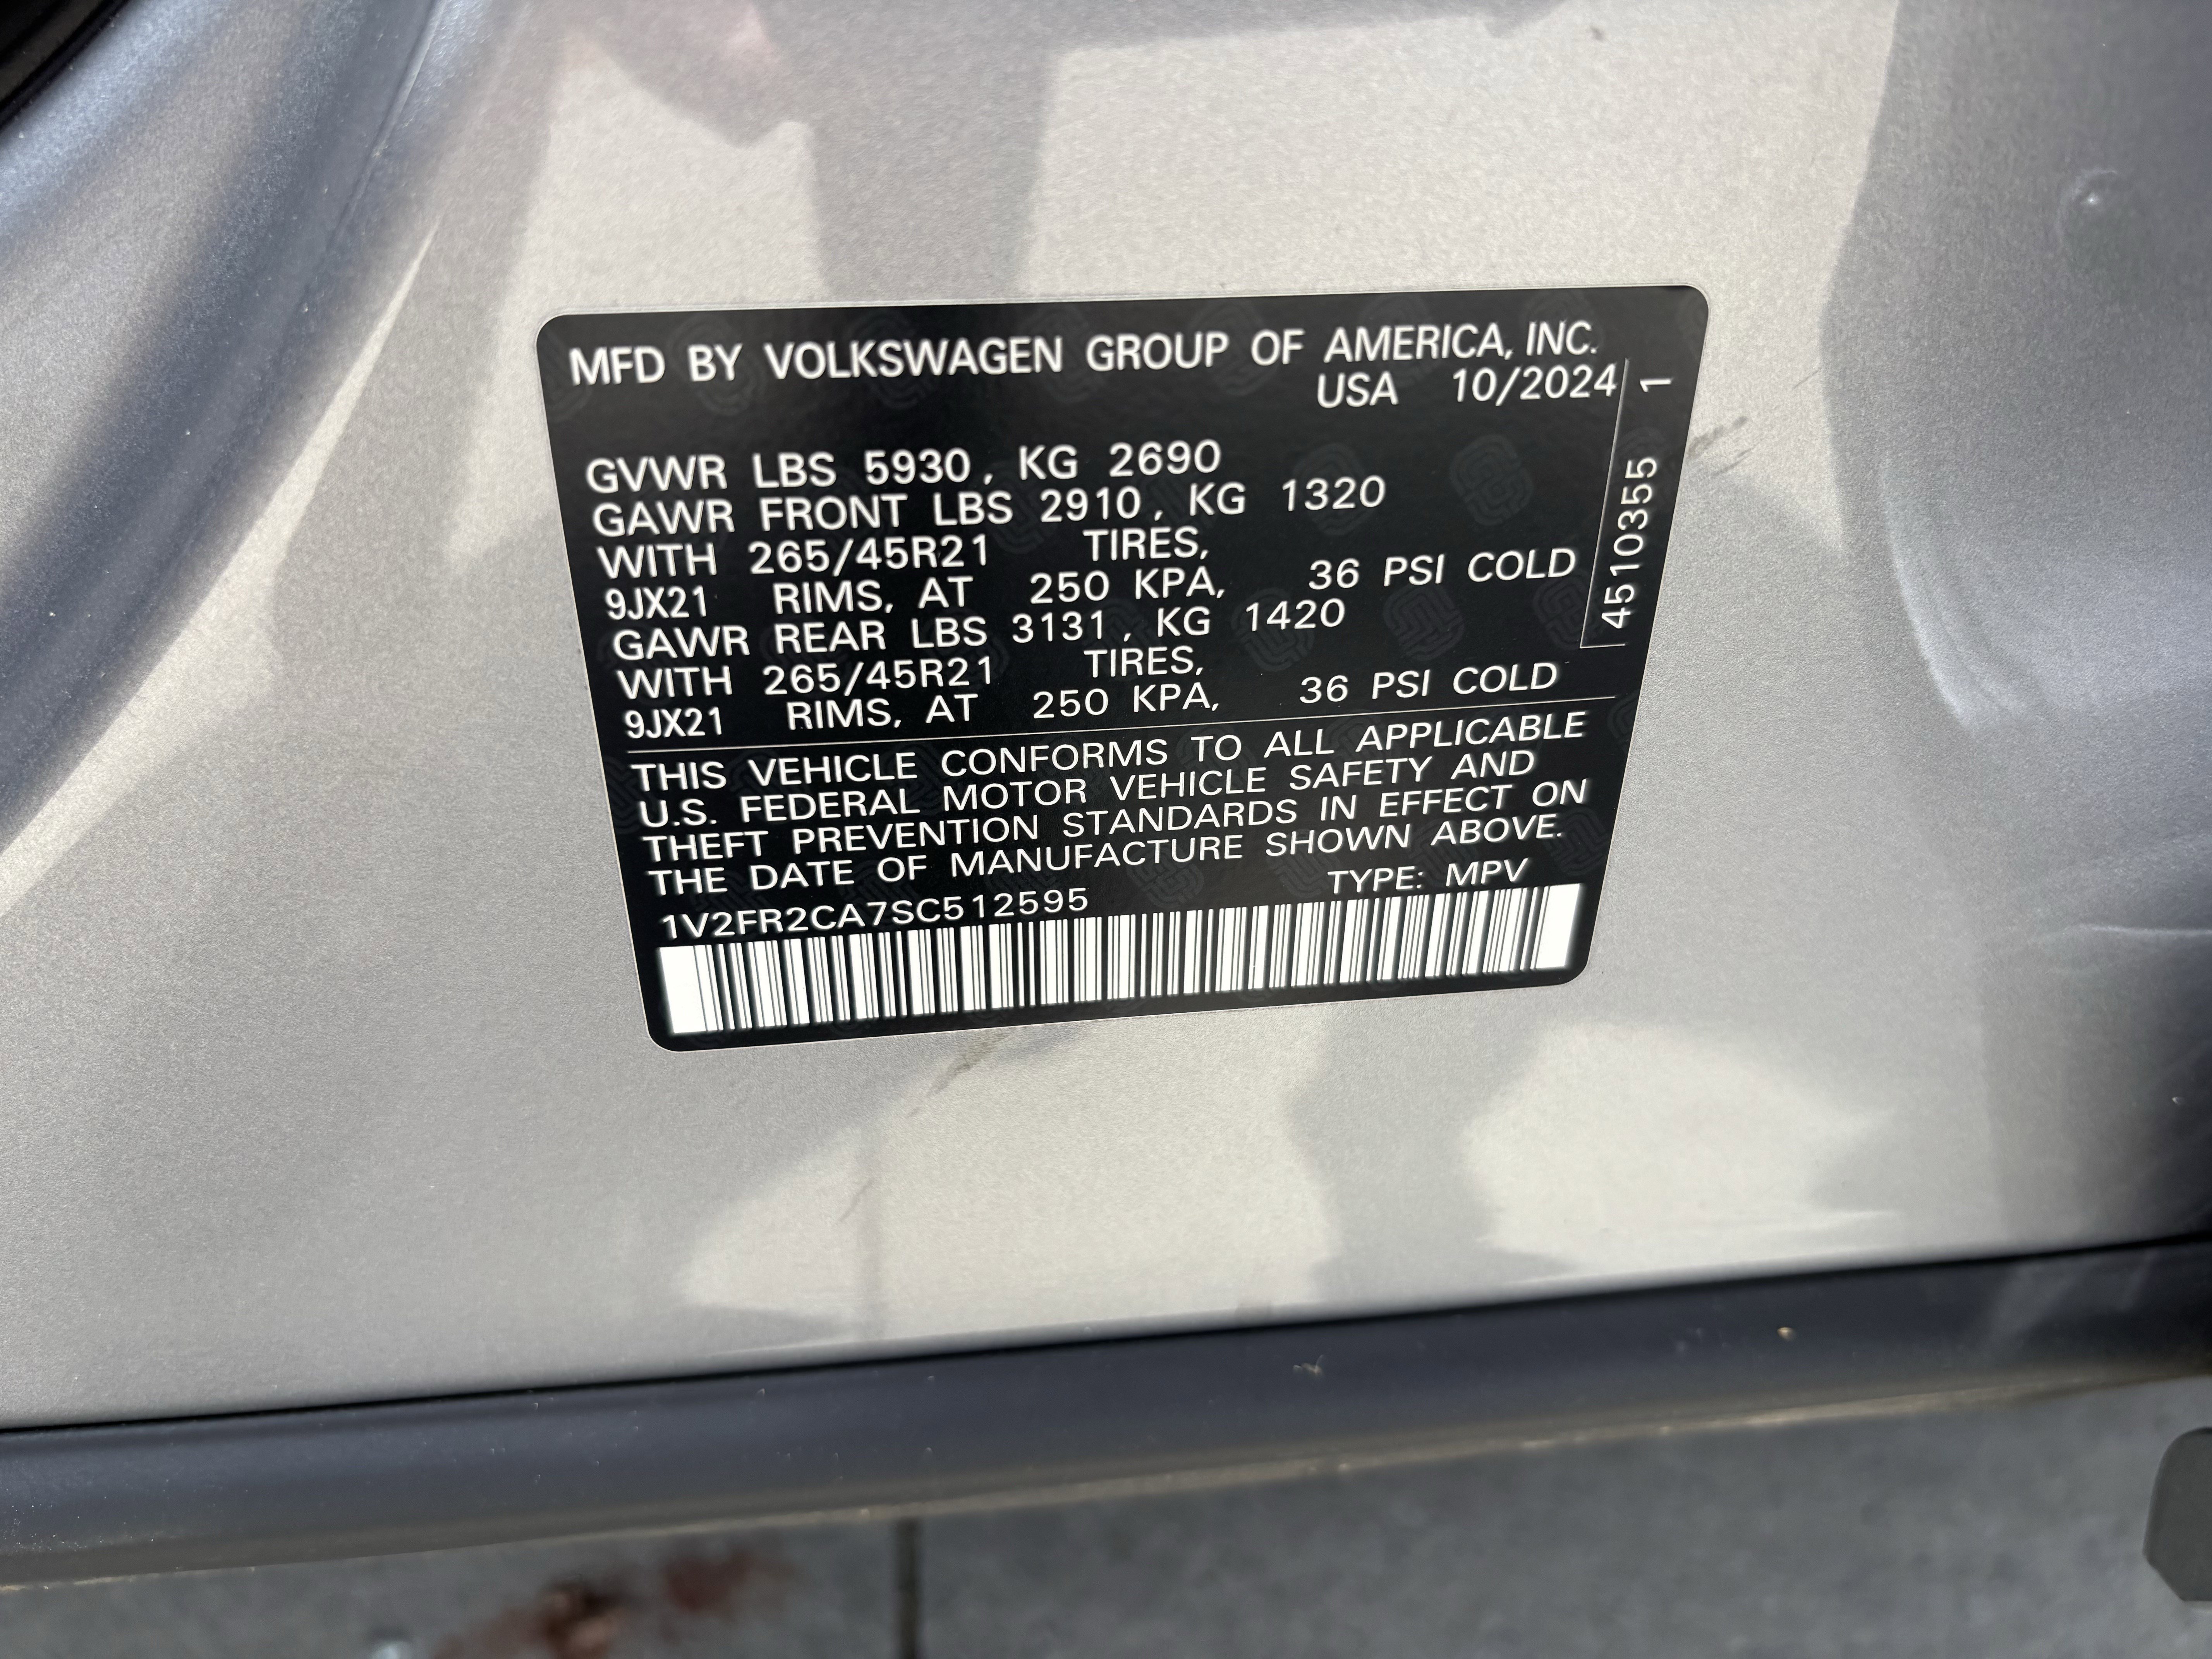 MFD BY VOLKSWAGEN GROUP OF AMERICA, INC.
USA 10/2024
GVWR LBS 5930, KG 2690
GAWR FRONT LBS 2910, KG 1320
WITH 265/45R21 TIRES,
9JX21 RIMS, AT 250 KPA, 36 PSI COLD
GAWR REAR LBS 3131, KG 1420
WITH 265/45R21 TIRES,
9JX21 RIMS, AT 250 KPA, 36 PSI COLD
THIS VEHICLE CONFORMS TO ALL APPLICABLE
U.S. FEDERAL MOTOR VEHICLE SAFETY AND
THEFT PREVENTION STANDARDS IN EFFECT ON
THE DATE OF MANUFACTURE SHOWN ABOVE.
1V2FR2CA7SC512595 TYPE: MPV
4510355 1